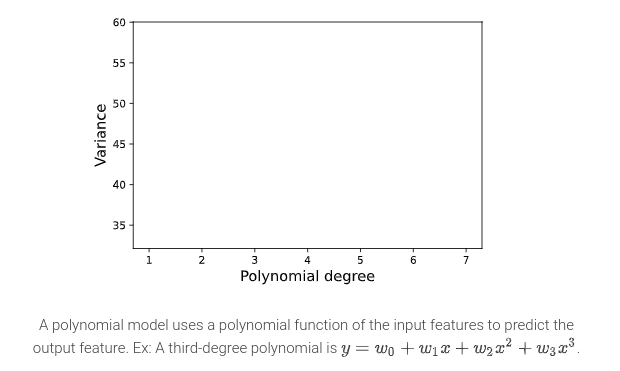 60
55
50
45
40
35
Variance
1 2 3 4 5 6 7
Polynomial degree
A polynomial model uses a polynomial function of the input features to predict the
output feature. Ex: A third-degree polynomial is y = w₀ + w₁x + w₂x² + w₃x³.